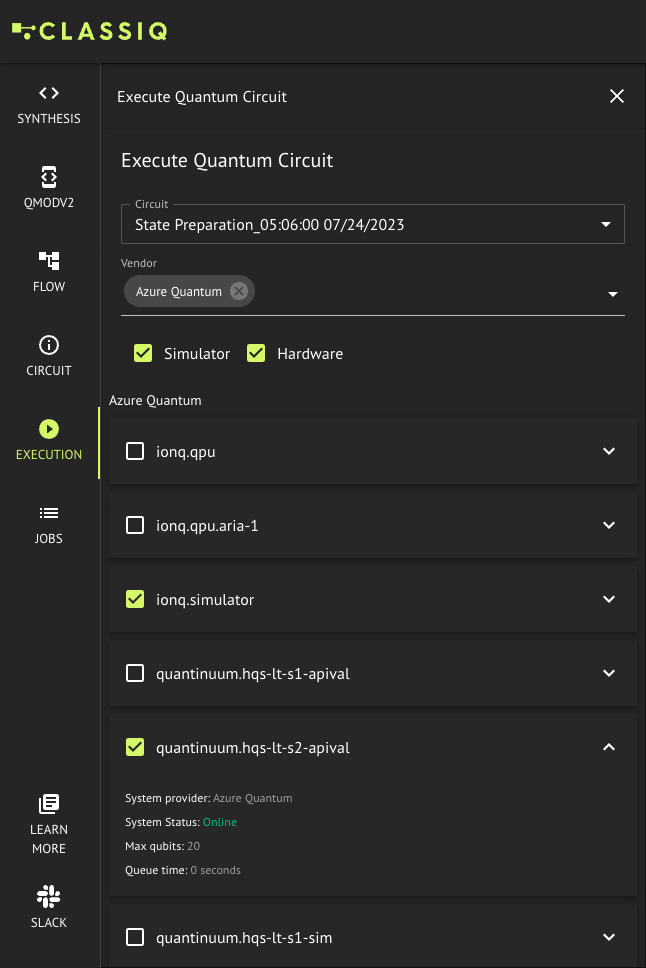 CLASSIQ
SYNTHESIS
QMODV2
FLOW
CIRCUIT
EXECUTION
JOBS
LEARN
MORE
SLACK
Execute Quantum Circuit
Execute Quantum Circuit
Circuit
State Preparation_05:06:00 07/24/2023
Vendor
Azure Quantum
Simulator Hardware
Azure Quantum
ionq.qpu
ionq.qpu.aria-1
ionq.simulator
quantinuum.hqs-lt-s1-apival
quantinuum.hqs-lt-s2-apival
System provider: Azure Quantum
System Status: Online
Max qubits: 20
Queue time: 0 seconds
quantinuum.hqs-lt-s1-sim